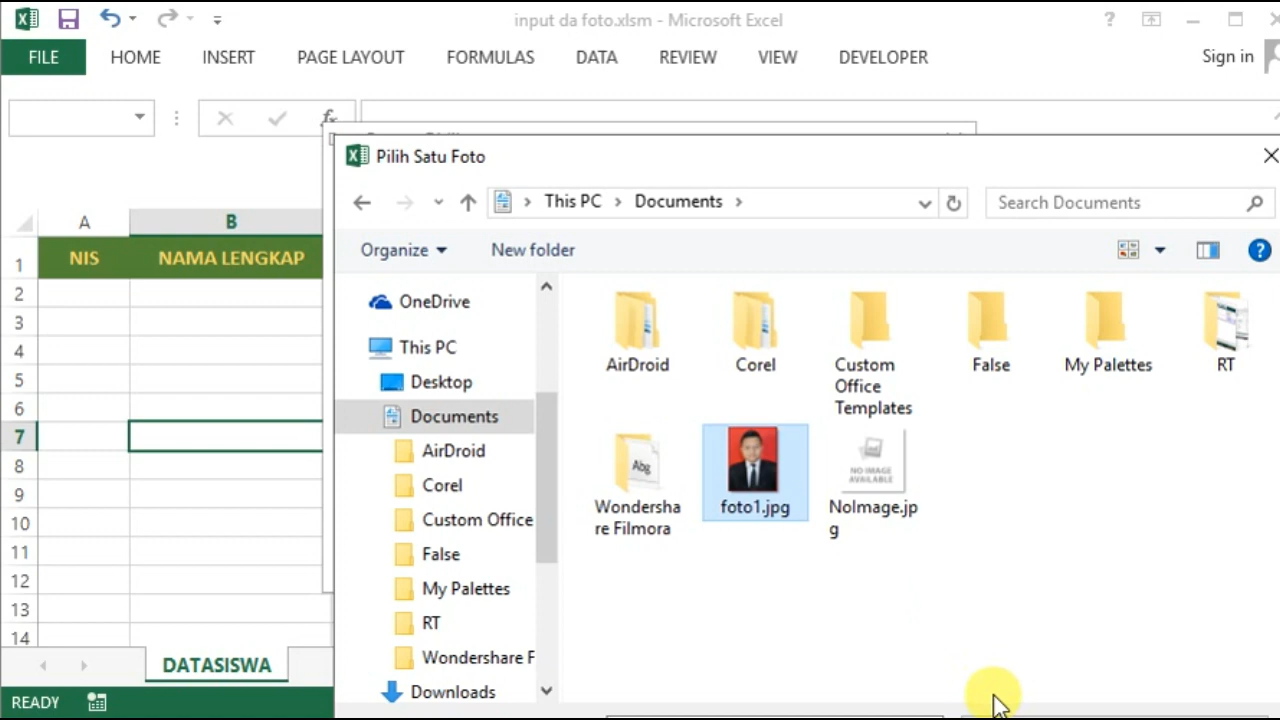 input da foto.xlsm - Microsoft Excel
?
FILE HOME INSERT PAGE LAYOUT FORMULAS DATA REVIEW VIEW DEVELOPER Sign in
fx
Pilih Satu Foto
This PC > Documents >
Search Documents
Organize
New folder
?
A B
1 NIS NAMA LENGKAP
2
3
4
5
6
7
8
9
10
11
12
13
14
OneDrive
This PC
Desktop
Documents
AirDroid
Corel
Custom Office
False
My Palettes
RT
Wondershare F
Downloads
AirDroid
Corel
Custom
Office
Templates
False
My Palettes
RT
Abg
Wondersha
re Filmora
foto1.jpg
NO IMAGE
AVAILABLE
NoImage.jp
g
DATASISWA
READY